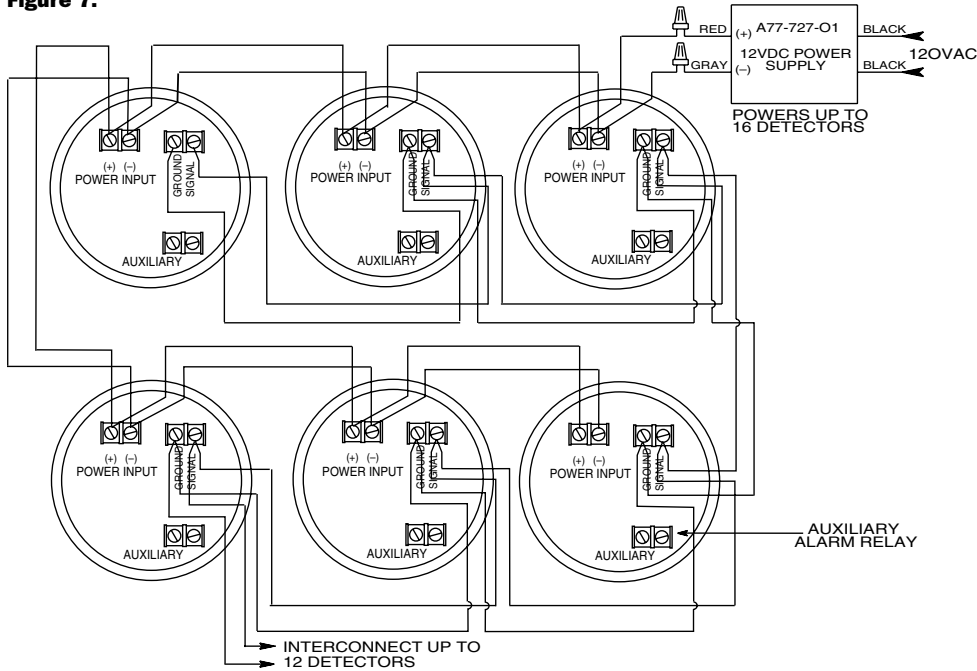 Figure 7.
RED
(+)
A77-727-O1
12VDC POWER
SUPPLY
BLACK
12OVAC
GRAY
(–)
BLACK
POWERS UP TO
16 DETECTORS
(+) (–)
POWER INPUT
GROUND
SIGNAL
AUXILIARY
(+) (–)
POWER INPUT
GROUND
SIGNAL
AUXILIARY
(+) (–)
POWER INPUT
GROUND
SIGNAL
AUXILIARY
(+) (–)
POWER INPUT
GROUND
SIGNAL
AUXILIARY
(+) (–)
POWER INPUT
GROUND
SIGNAL
AUXILIARY
(+) (–)
POWER INPUT
GROUND
SIGNAL
AUXILIARY
AUXILIARY
ALARM RELAY
INTERCONNECT UP TO
12 DETECTORS